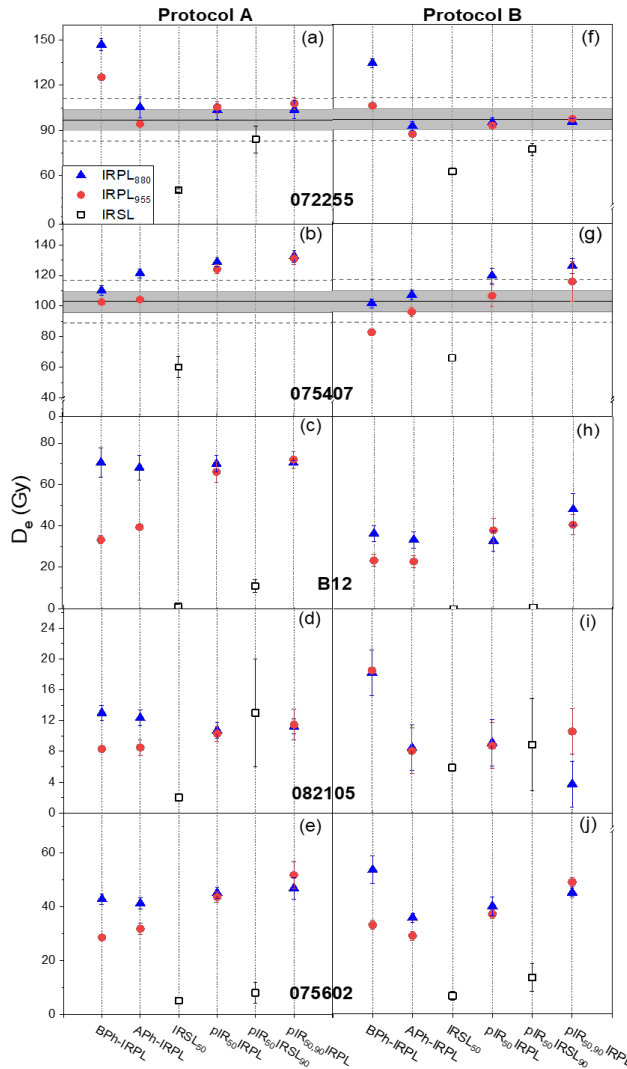 Protocol A
Protocol B
(a)
(f)
150
120
90
60
0
IRPL880
IRPL955
IRSL
072255
(b)
(g)
140
120
100
80
60
40
0
075407
(c)
(h)
80
60
40
20
0
B12
(d)
(i)
24
20
16
12
8
4
0
082105
(e)
(j)
60
40
20
0
075602
De (Gy)
BPh-IRPL
APh-IRPL
IRSL50
pIR50IRPL
pIR50IRSL90
pIR50,90IRPL
BPh-IRPL
APh-IRPL
IRSL50
pIR50IRPL
pIR50IRSL90
pIR50,90IRPL